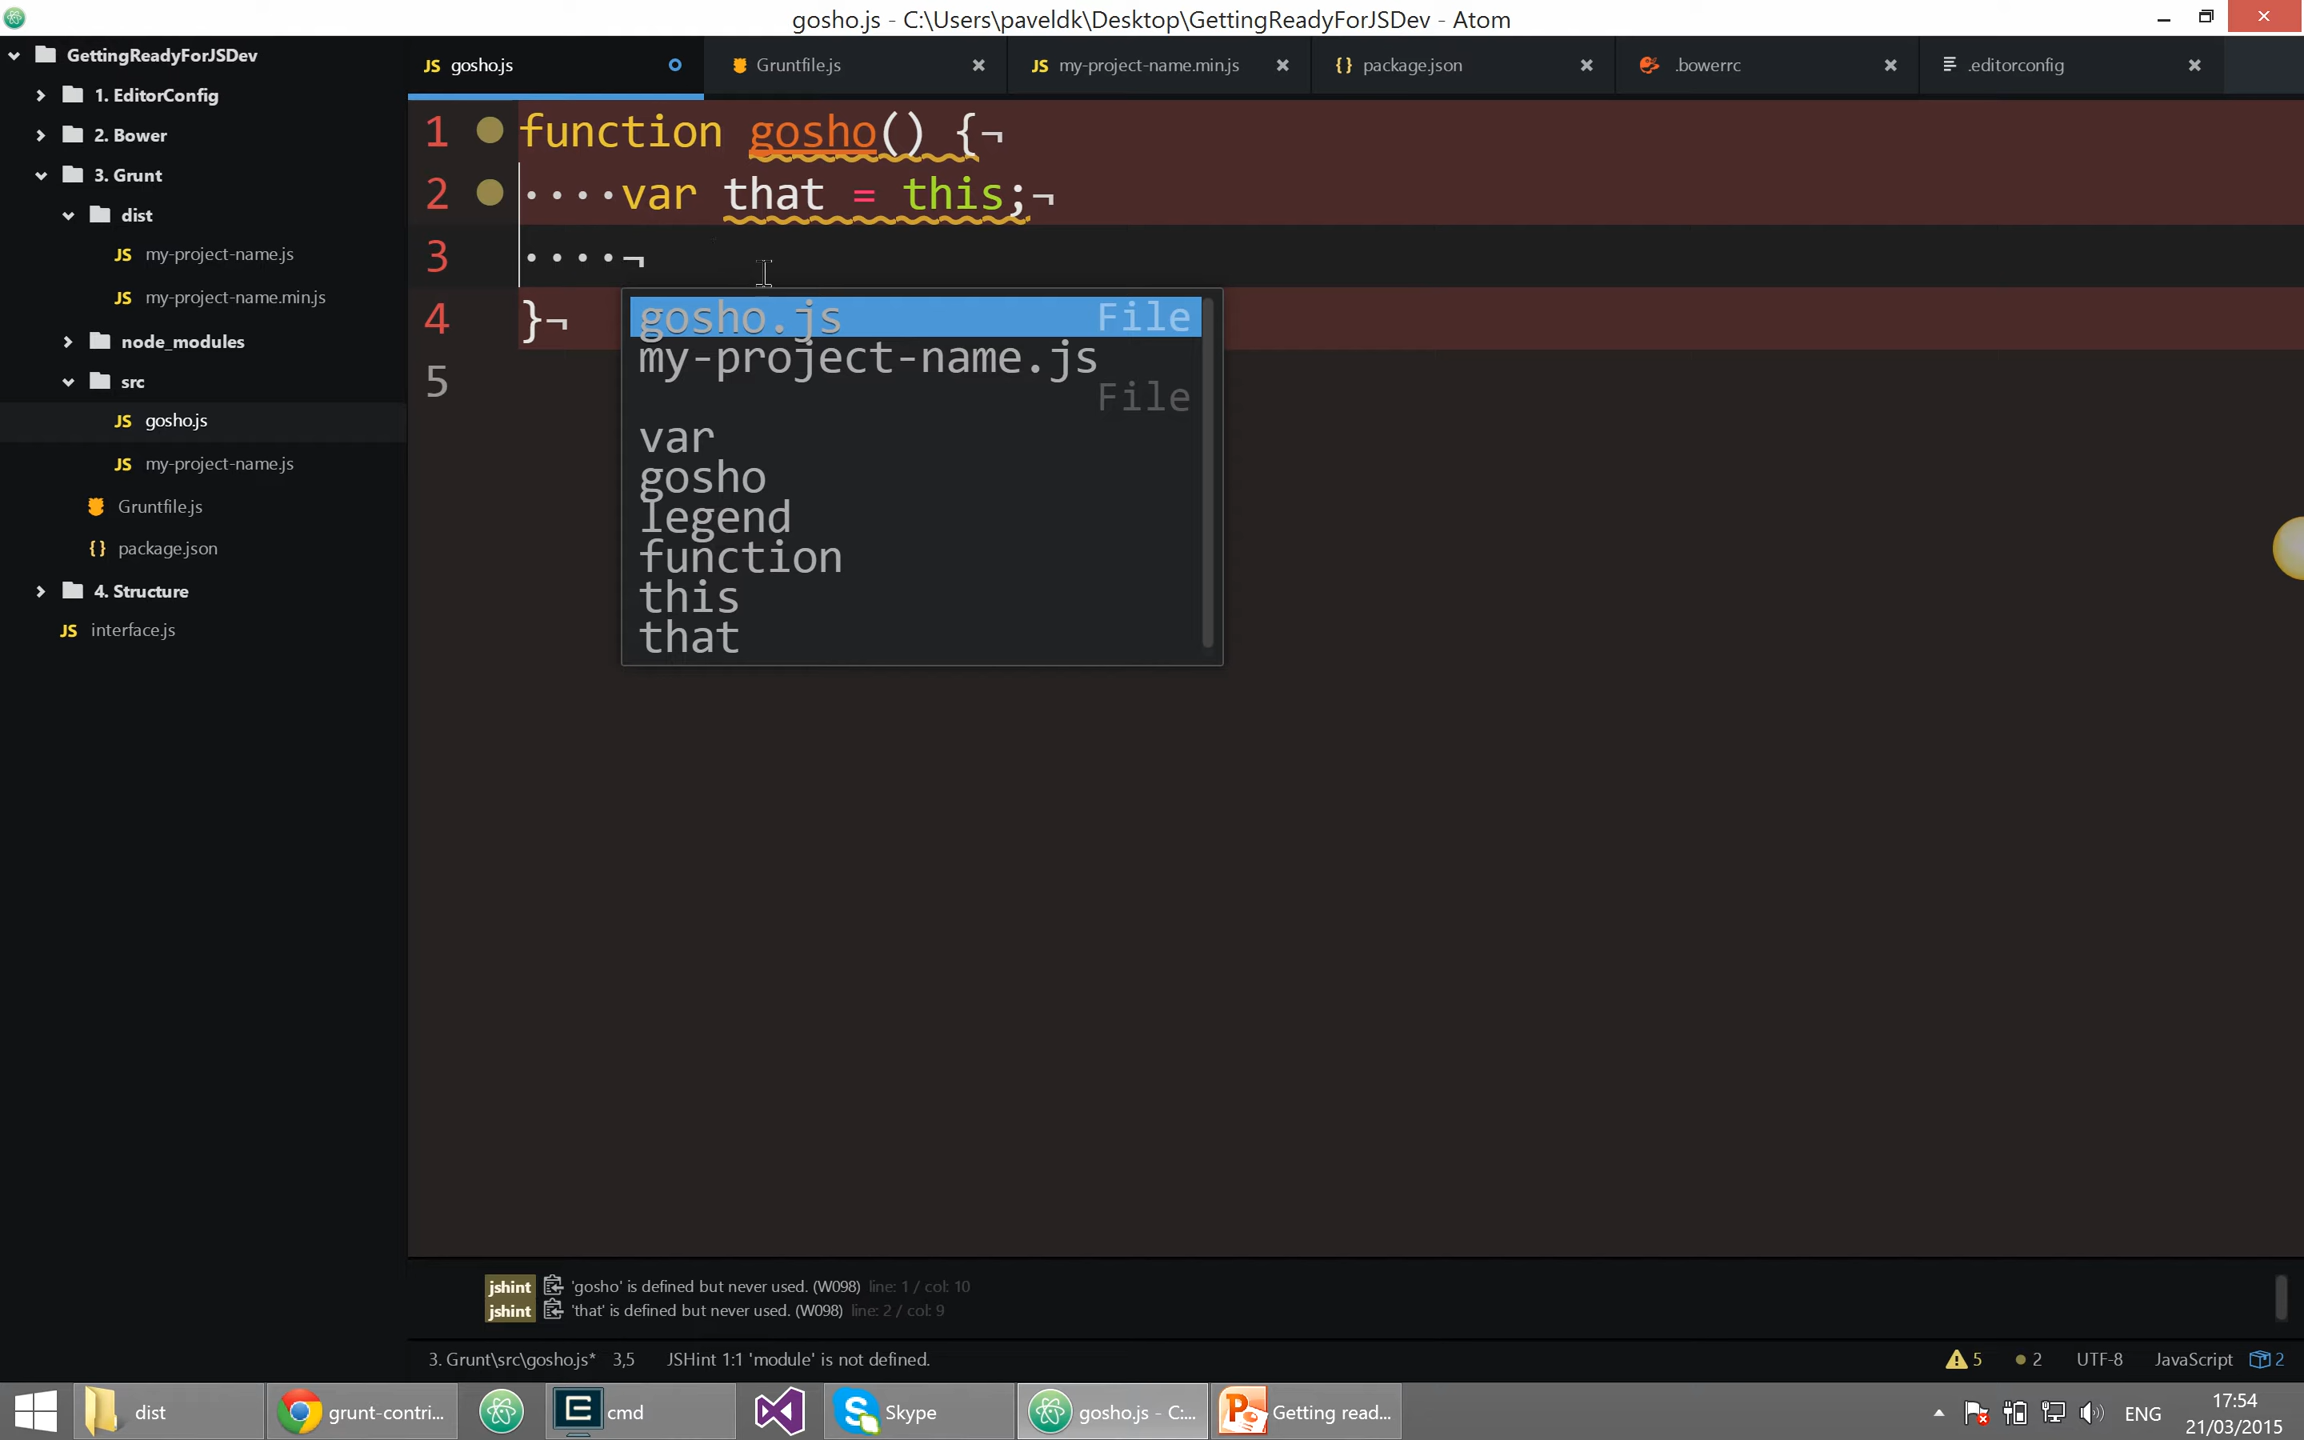 gosho.js - C:\Users\paveldk\Desktop\GettingReadyForJSDev - Atom
GettingReadyForJSDev
1. EditorConfig
2. Bower
3. Grunt
dist
JS my-project-name.js
JS my-project-name.min.js
node_modules
src
JS gosho.js
JS my-project-name.js
Gruntfile.js
{} package.json
4. Structure
JS interface.js
JS gosho.js
Gruntfile.js
JS my-project-name.min.js
{} package.json
.bowerrc
.editorconfig
1 function gosho() {¬
2 ····var that = this;¬
3 ····¬
4 }¬
5
gosho.js File
my-project-name.js
File
var
gosho
legend
function
this
that
jshint 'gosho' is defined but never used. (W098) line: 1 / col: 10
jshint 'that' is defined but never used. (W098) line: 2 / col: 9
3. Grunt\src\gosho.js* 3,5 JSHint 1:1 'module' is not defined.
5 2 UTF-8 JavaScript 2
dist
grunt-contri...
cmd
Skype
gosho.js - C:...
Getting read...
ENG
17:54
21/03/2015